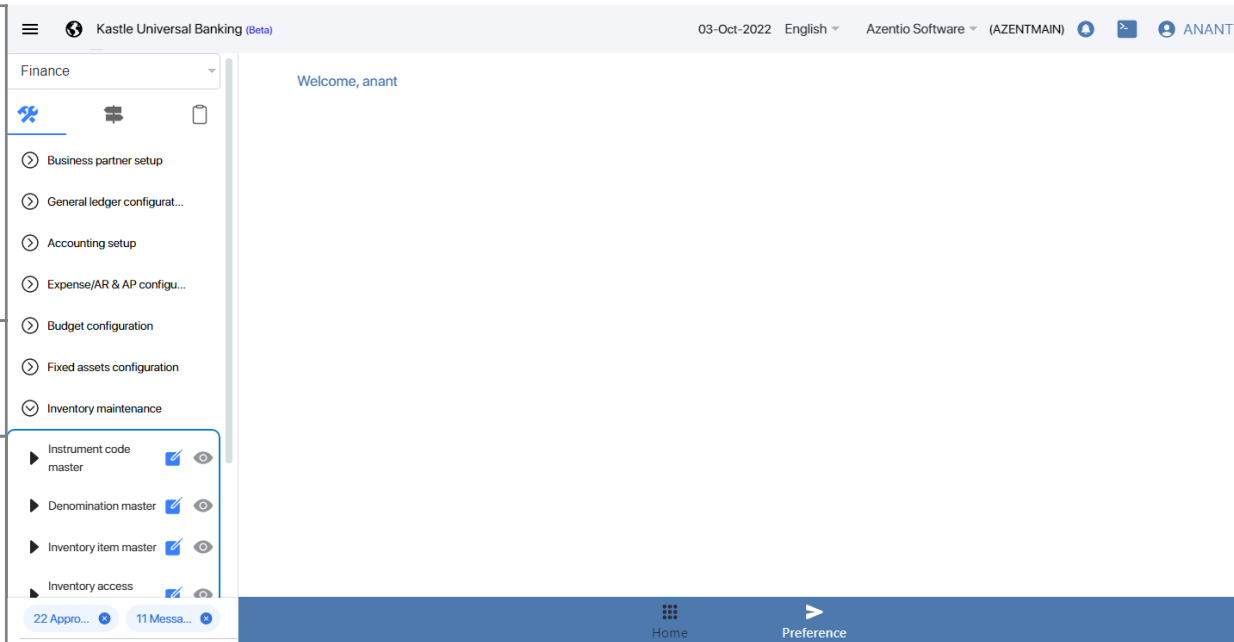 Kastle Universal Banking (Beta) 03-Oct-2022 English Azentio Software (AZENTMAIN) >_ ANANT
Finance
Welcome, anant
Business partner setup
General ledger configurat...
Accounting setup
Expense/AR & AP configu...
Budget configuration
Fixed assets configuration
Inventory maintenance
Instrument code
master
Denomination master
Inventory item master
Inventory access
22 Appro... 11 Messa...
Home Preference